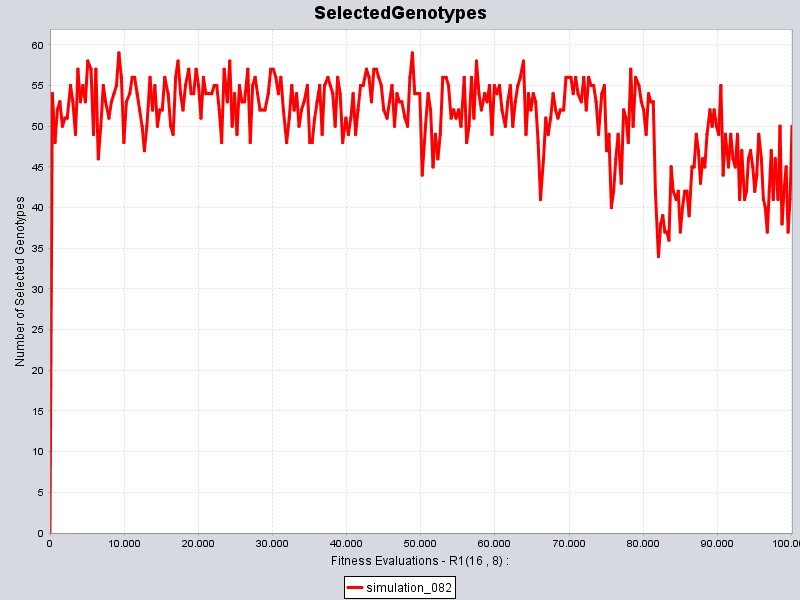 SelectedGenotypes
Number of Selected Genotypes
60
55
50
45
40
35
30
25
20
15
10
5
0
0 10.000 20.000 30.000 40.000 50.000 60.000 70.000 80.000 90.000 100.00
Fitness Evaluations - R1(16 , 8) :
simulation_082